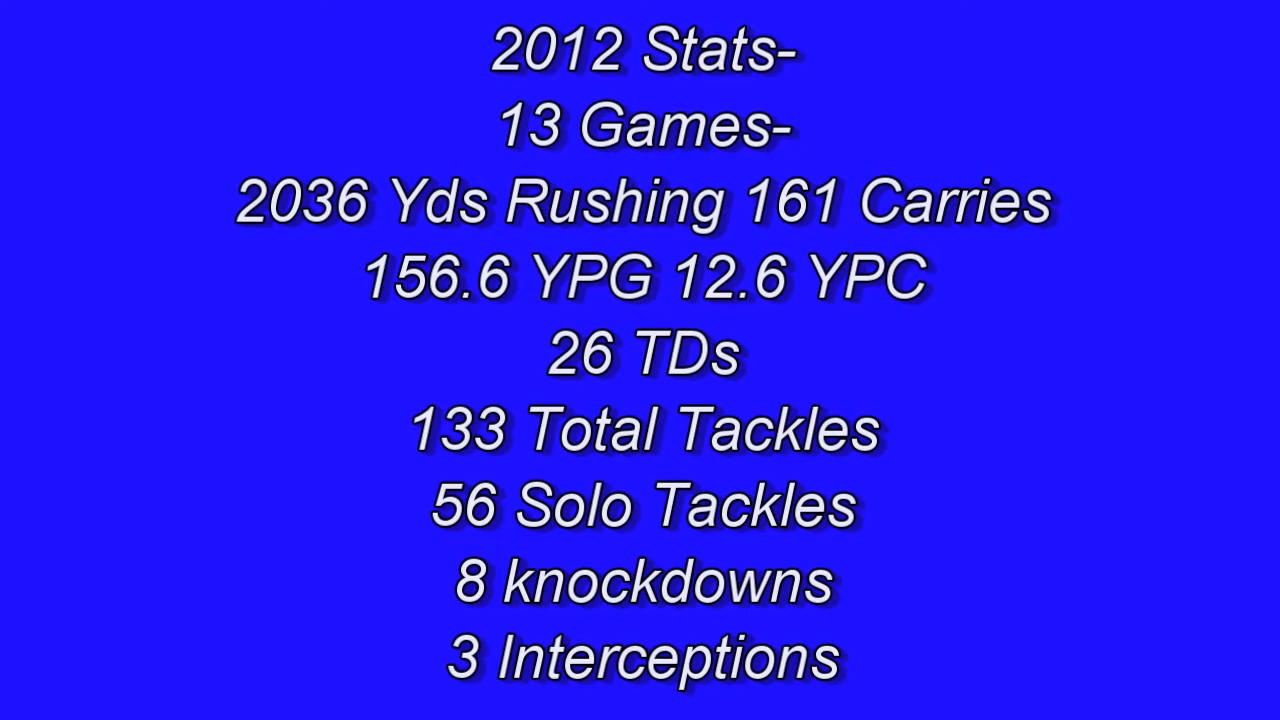 2012 Stats-
13 Games-
2036 Yds Rushing 161 Carries
156.6 YPG 12.6 YPC
26 TDs
133 Total Tackles
56 Solo Tackles
8 knockdowns
3 Interceptions